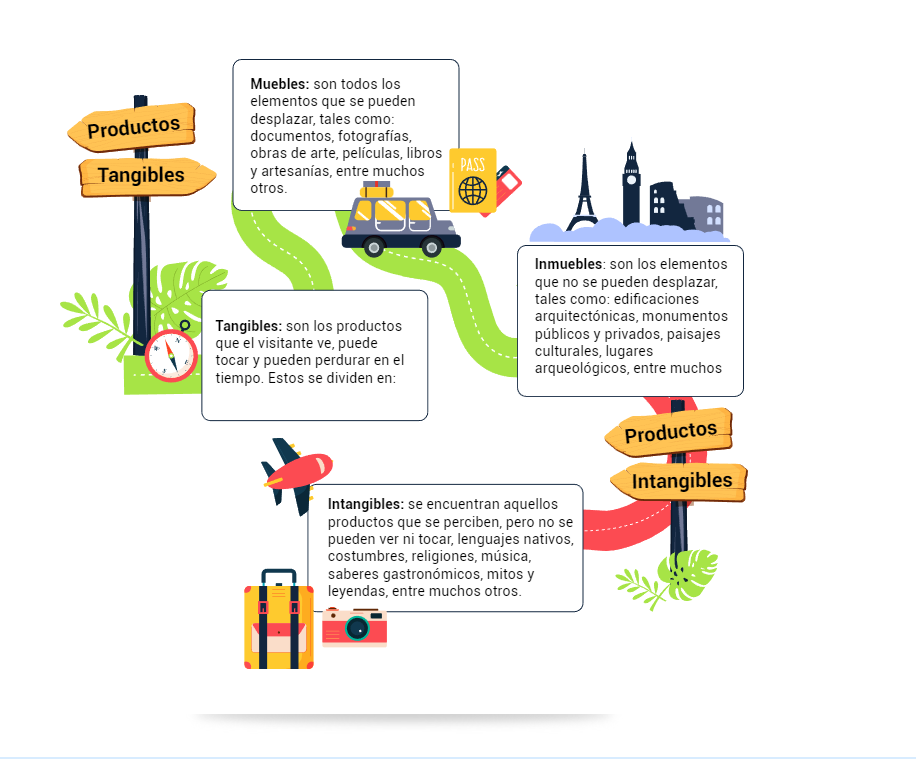 Productos
Tangibles
Tangibles: son los productos
que el visitante ve, puede
tocar y pueden perdurar en el
tiempo. Estos se dividen en:
Muebles: son todos los
elementos que se pueden
desplazar, tales como:
documentos, fotografías,
obras de arte, películas, libros
y artesanías, entre muchos
otros.
PASS
Inmuebles: son los elementos
que no se pueden desplazar,
tales como: edificaciones
arquitectónicas, monumentos
públicos y privados, paisajes
culturales, lugares
arqueológicos, entre muchos
Productos
Intangibles
Intangibles: se encuentran aquellos
productos que se perciben, pero no se
pueden ver ni tocar, lenguajes nativos,
costumbres, religiones, música,
saberes gastronómicos, mitos y
leyendas, entre muchos otros.